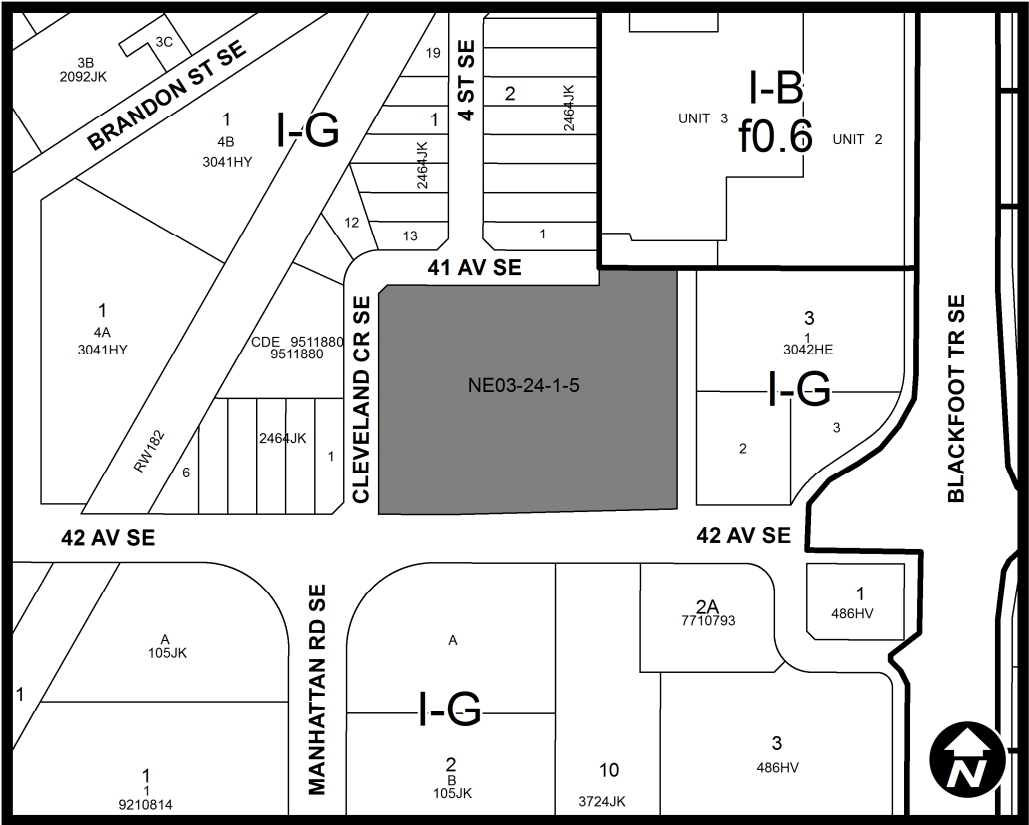 3C
3B
2092JK
BRANDON ST SE
1
4B
3041HY
I-G
19
4 ST SE
2
2464JK
1
2464JK
12
13
1
I-B
f0.6
UNIT 3
UNIT 2
41 AV SE
1
4A
3041HY
CDE 9511880
9511880
CLEVELAND CR SE
NE03-24-1-5
3
1
3042HE
I-G
2
3
BLACKFOOT TR SE
RW182
6
2464JK
1
42 AV SE
42 AV SE
A
105JK
MANHATTAN RD SE
A
2A
7710793
1
486HV
1
I-G
1
1
9210814
2
B
105JK
10
3724JK
3
486HV
N